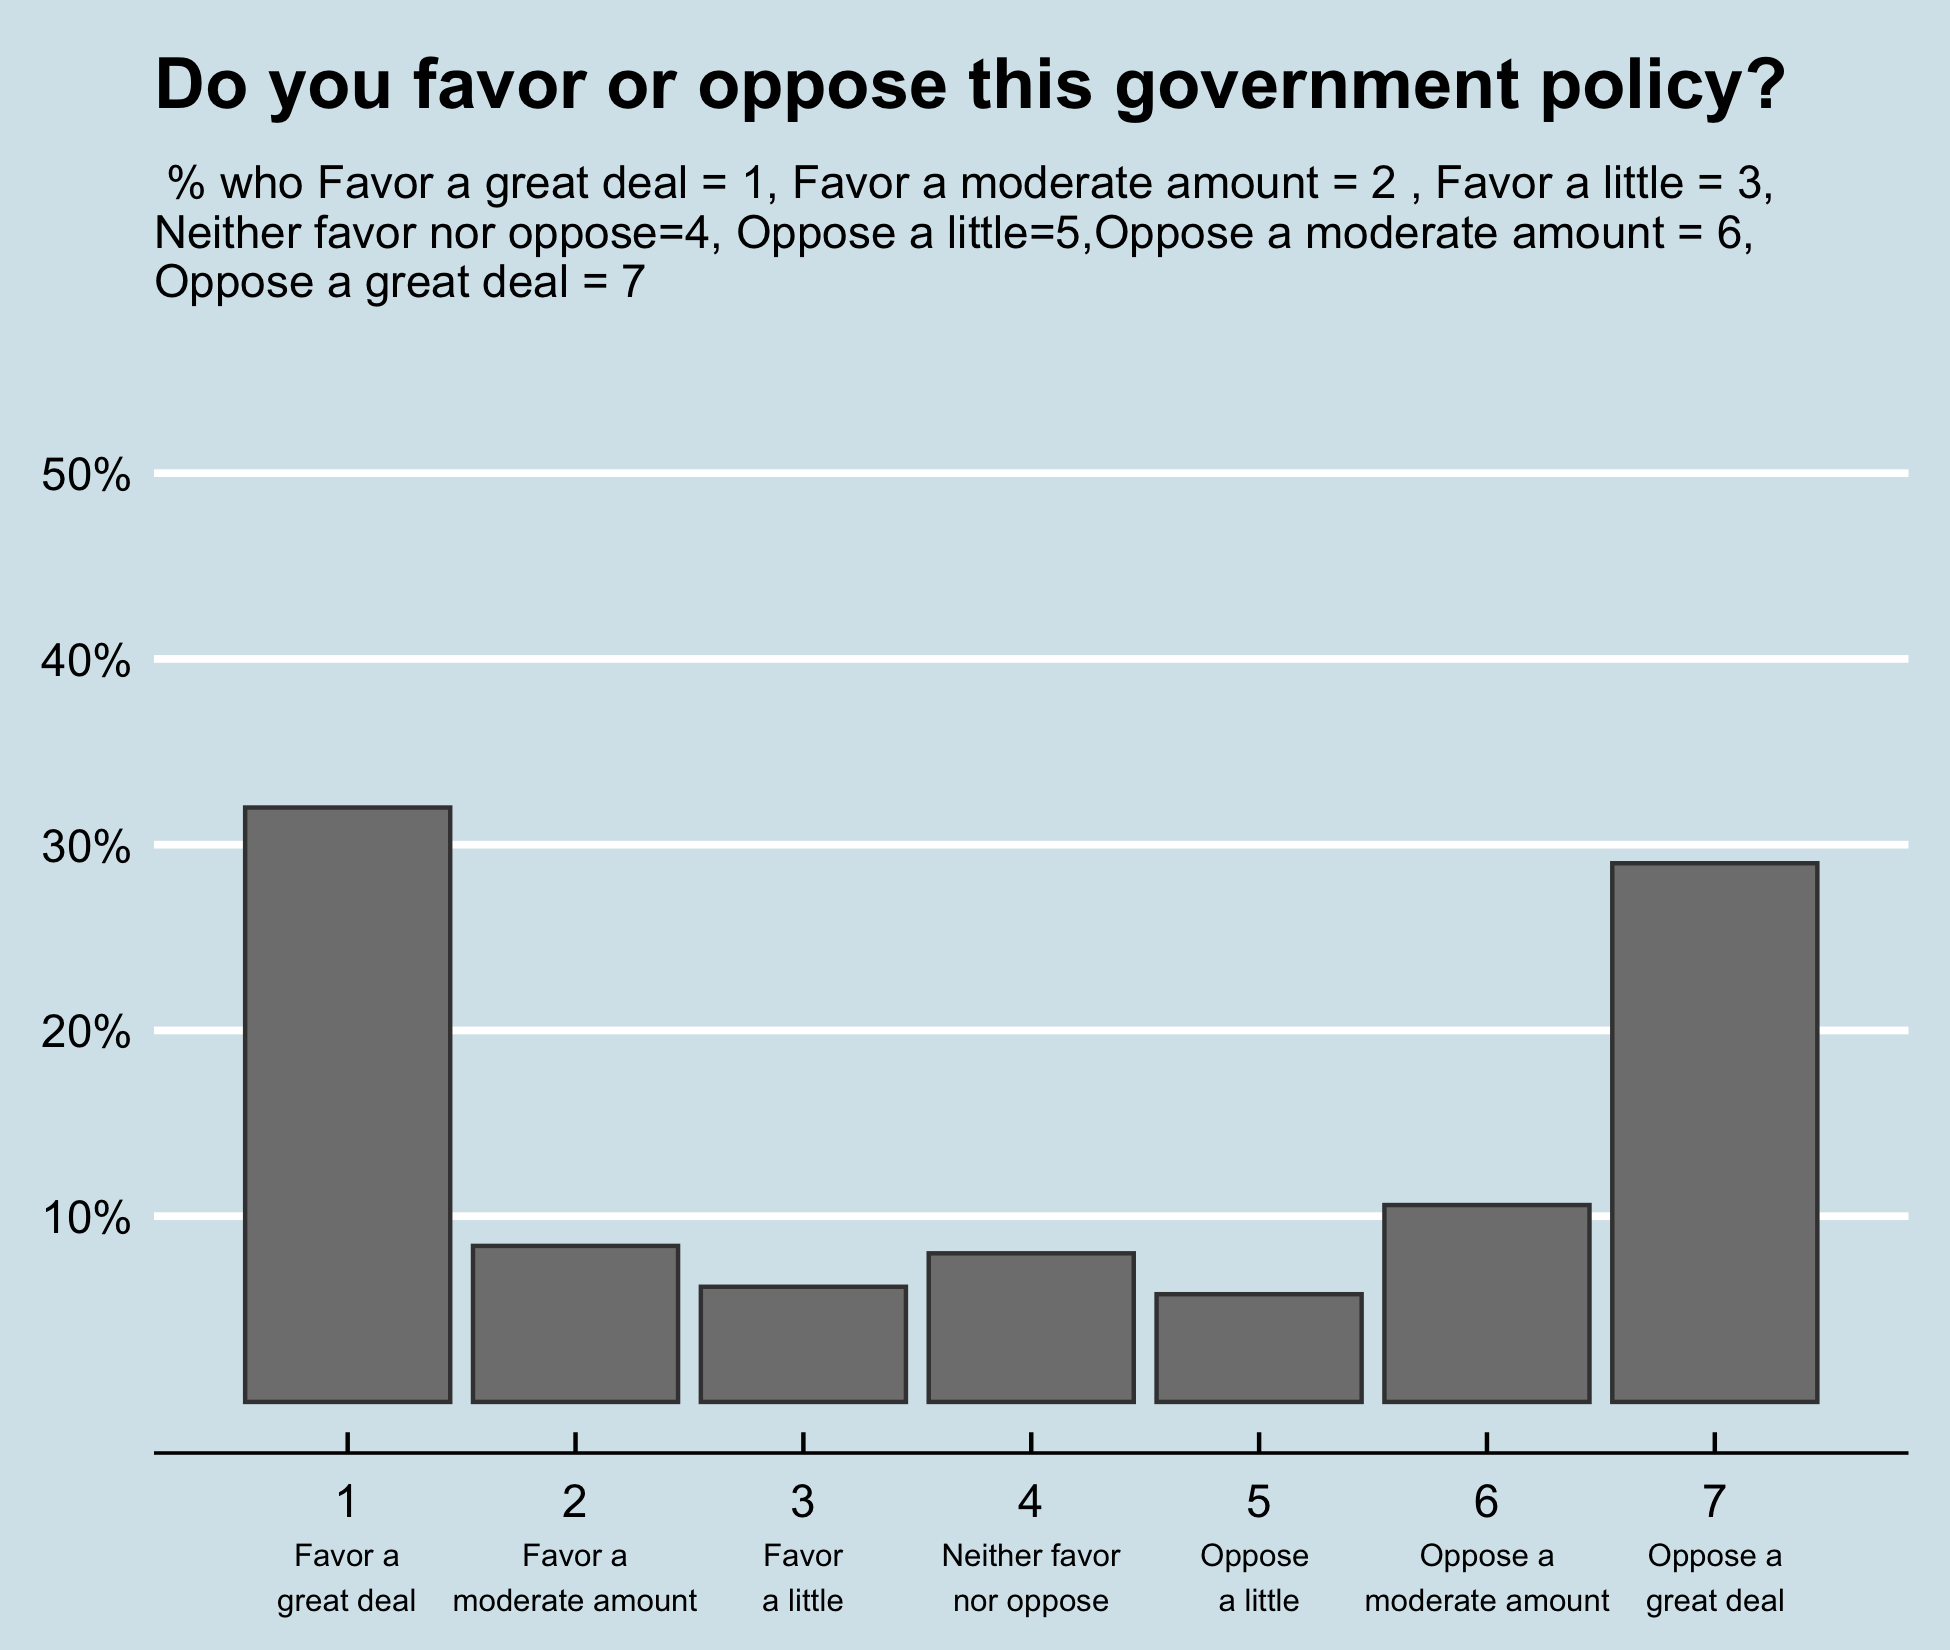 Do you favor or oppose this government policy?
% who Favor a great deal = 1, Favor a moderate amount = 2 , Favor a little = 3,
Neither favor nor oppose=4, Oppose a little=5,Oppose a moderate amount = 6,
Oppose a great deal = 7
50%
40%
30%
20%
10%
1 2 3 4 5 6 7
Favor a Favor a Favor Neither favor Oppose Oppose a Oppose a
great deal moderate amount a little nor oppose a little moderate amount great deal